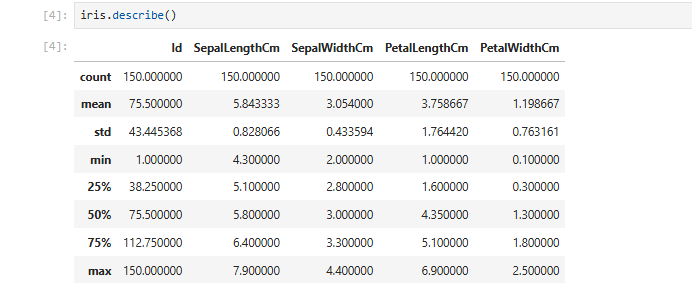 [4]: iris.describe()
[4]: Id SepalLengthCm SepalWidthCm PetalLengthCm PetalWidthCm
count 150.000000 150.000000 150.000000 150.000000 150.000000
mean 75.500000 5.843333 3.054000 3.758667 1.198667
std 43.445368 0.828066 0.433594 1.764420 0.763161
min 1.000000 4.300000 2.000000 1.000000 0.100000
25% 38.250000 5.100000 2.800000 1.600000 0.300000
50% 75.500000 5.800000 3.000000 4.350000 1.300000
75% 112.750000 6.400000 3.300000 5.100000 1.800000
max 150.000000 7.900000 4.400000 6.900000 2.500000